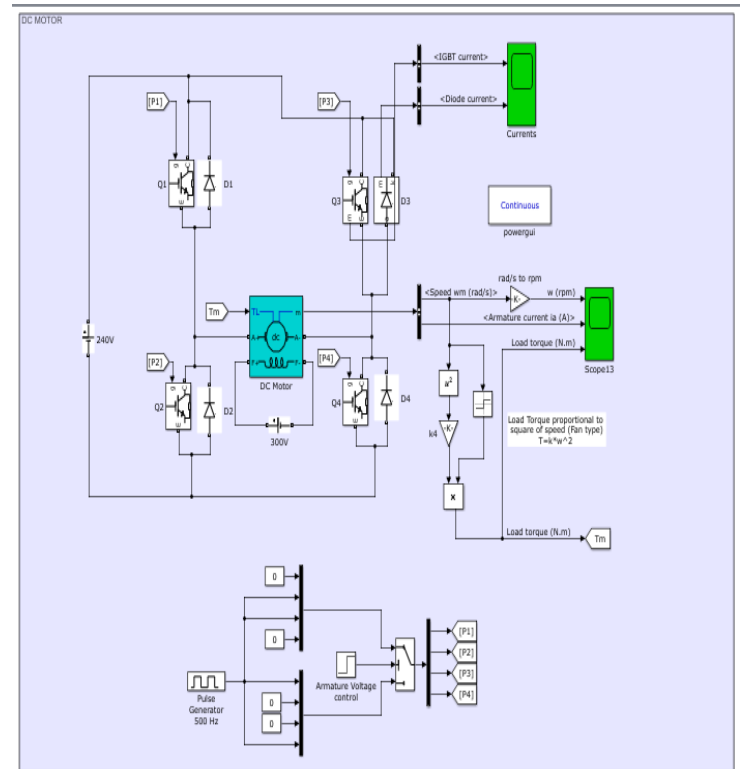 DC MOTOR
<IGBT current>
<Diode current>
Currents
[P1]
[P3]
g
C
E
Q1
D1
g
C
m
E
Q3
m
k
a
D3
Continuous
powergui
rad/s to rpm
<Speed wm (rad/s)>
-K-
w (rpm)
<Armature current ia (A)>
Load torque (N.m)
Scope13
Tm
TL
m
A+
dc
A-
F+
F-
DC Motor
240V
300V
[P2]
[P4]
g
C
E
Q2
D2
g
C
E
Q4
D4
u²
-K-
k4
x
Load Torque proportional to
square of speed (Fan type)
T=k*w^2
Load torque (N.m)
Tm
0
0
Pulse
Generator
500 Hz
0
0
Armature Voltage
control
[P1]
[P2]
[P3]
[P4]